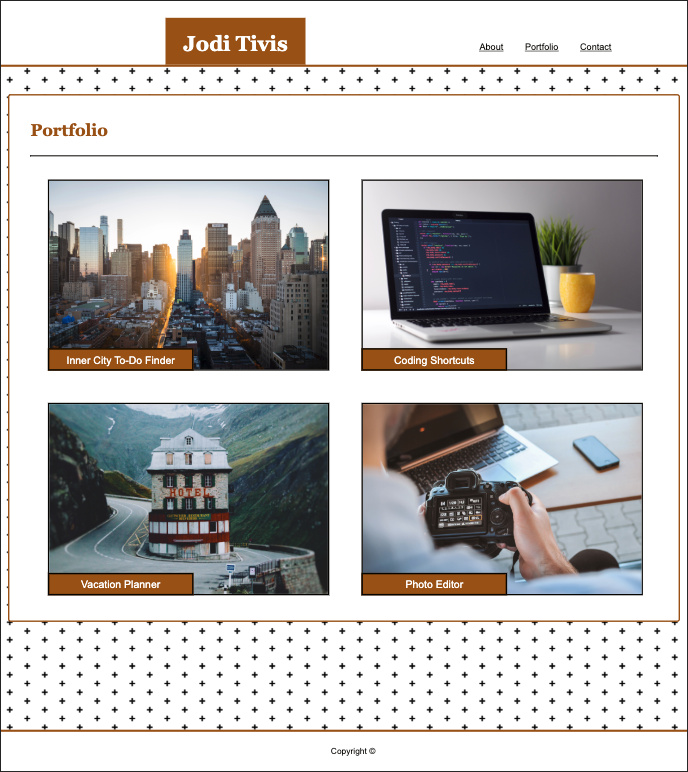 Jodi Tivis
About Portfolio Contact
Portfolio
Inner City To-Do Finder
Coding Shortcuts
HOTEL
Vacation Planner
Photo Editor
Copyright ©